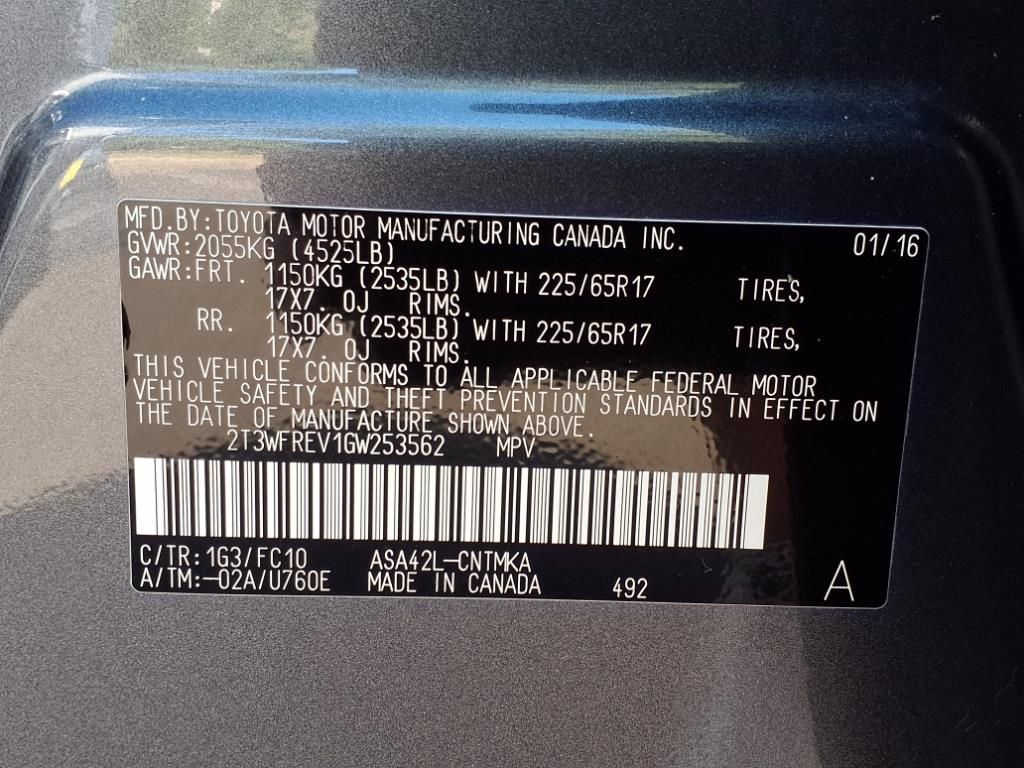 MFD.BY:TOYOTA MOTOR MANUFACTURING CANADA INC. 01/16
GVWR:2055KG (4525LB)
GAWR:FRT. 1150KG (2535LB) WITH 225/65R17 TIRES,
17X7. 0J RIMS.
RR. 1150KG (2535LB) WITH 225/65R17 TIRES,
17X7. 0J RIMS.
THIS VEHICLE CONFORMS TO ALL APPLICABLE FEDERAL MOTOR
VEHICLE SAFETY AND THEFT PREVENTION STANDARDS IN EFFECT ON
THE DATE OF MANUFACTURE SHOWN ABOVE.
2T3WFREV1GW253562 MPV
C/TR:1G3/FC10 ASA42L-CNTMKA
A/TM:-02A/U760E MADE IN CANADA 492 A